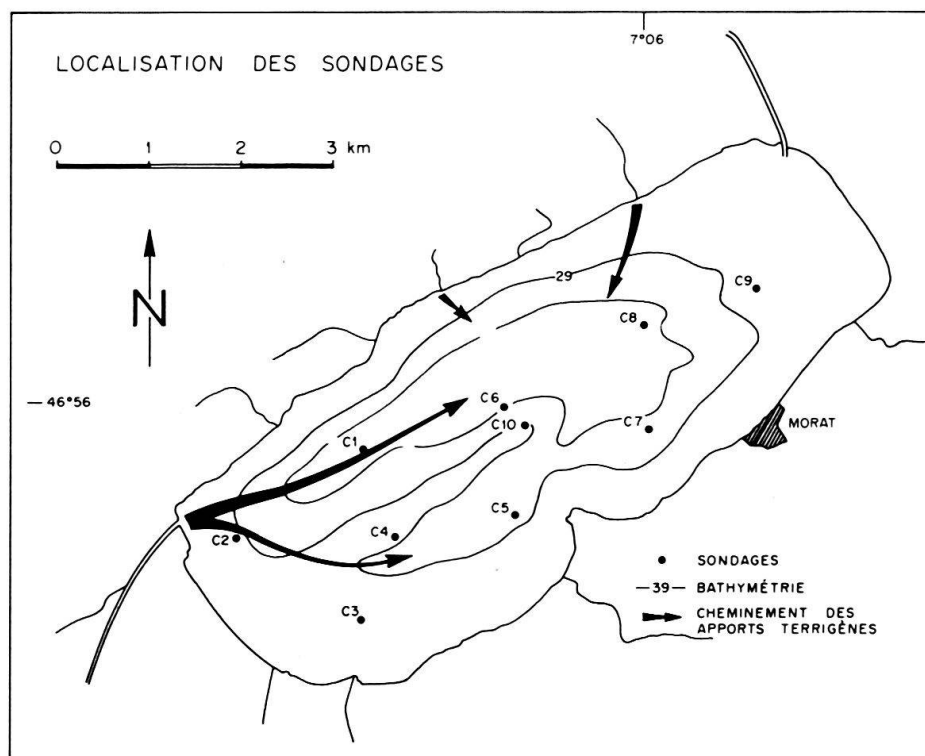 7°06
LOCALISATION DES SONDAGES
0 1 2 3 km
N
29
C9
C8
— 46°56
C6
C10
C7
MORAT
C1
C5
C2
C4
SONDAGES
—39— BATHYMÉTRIE
C3
CHEMINEMENT DES
APPORTS TERRIGÈNES